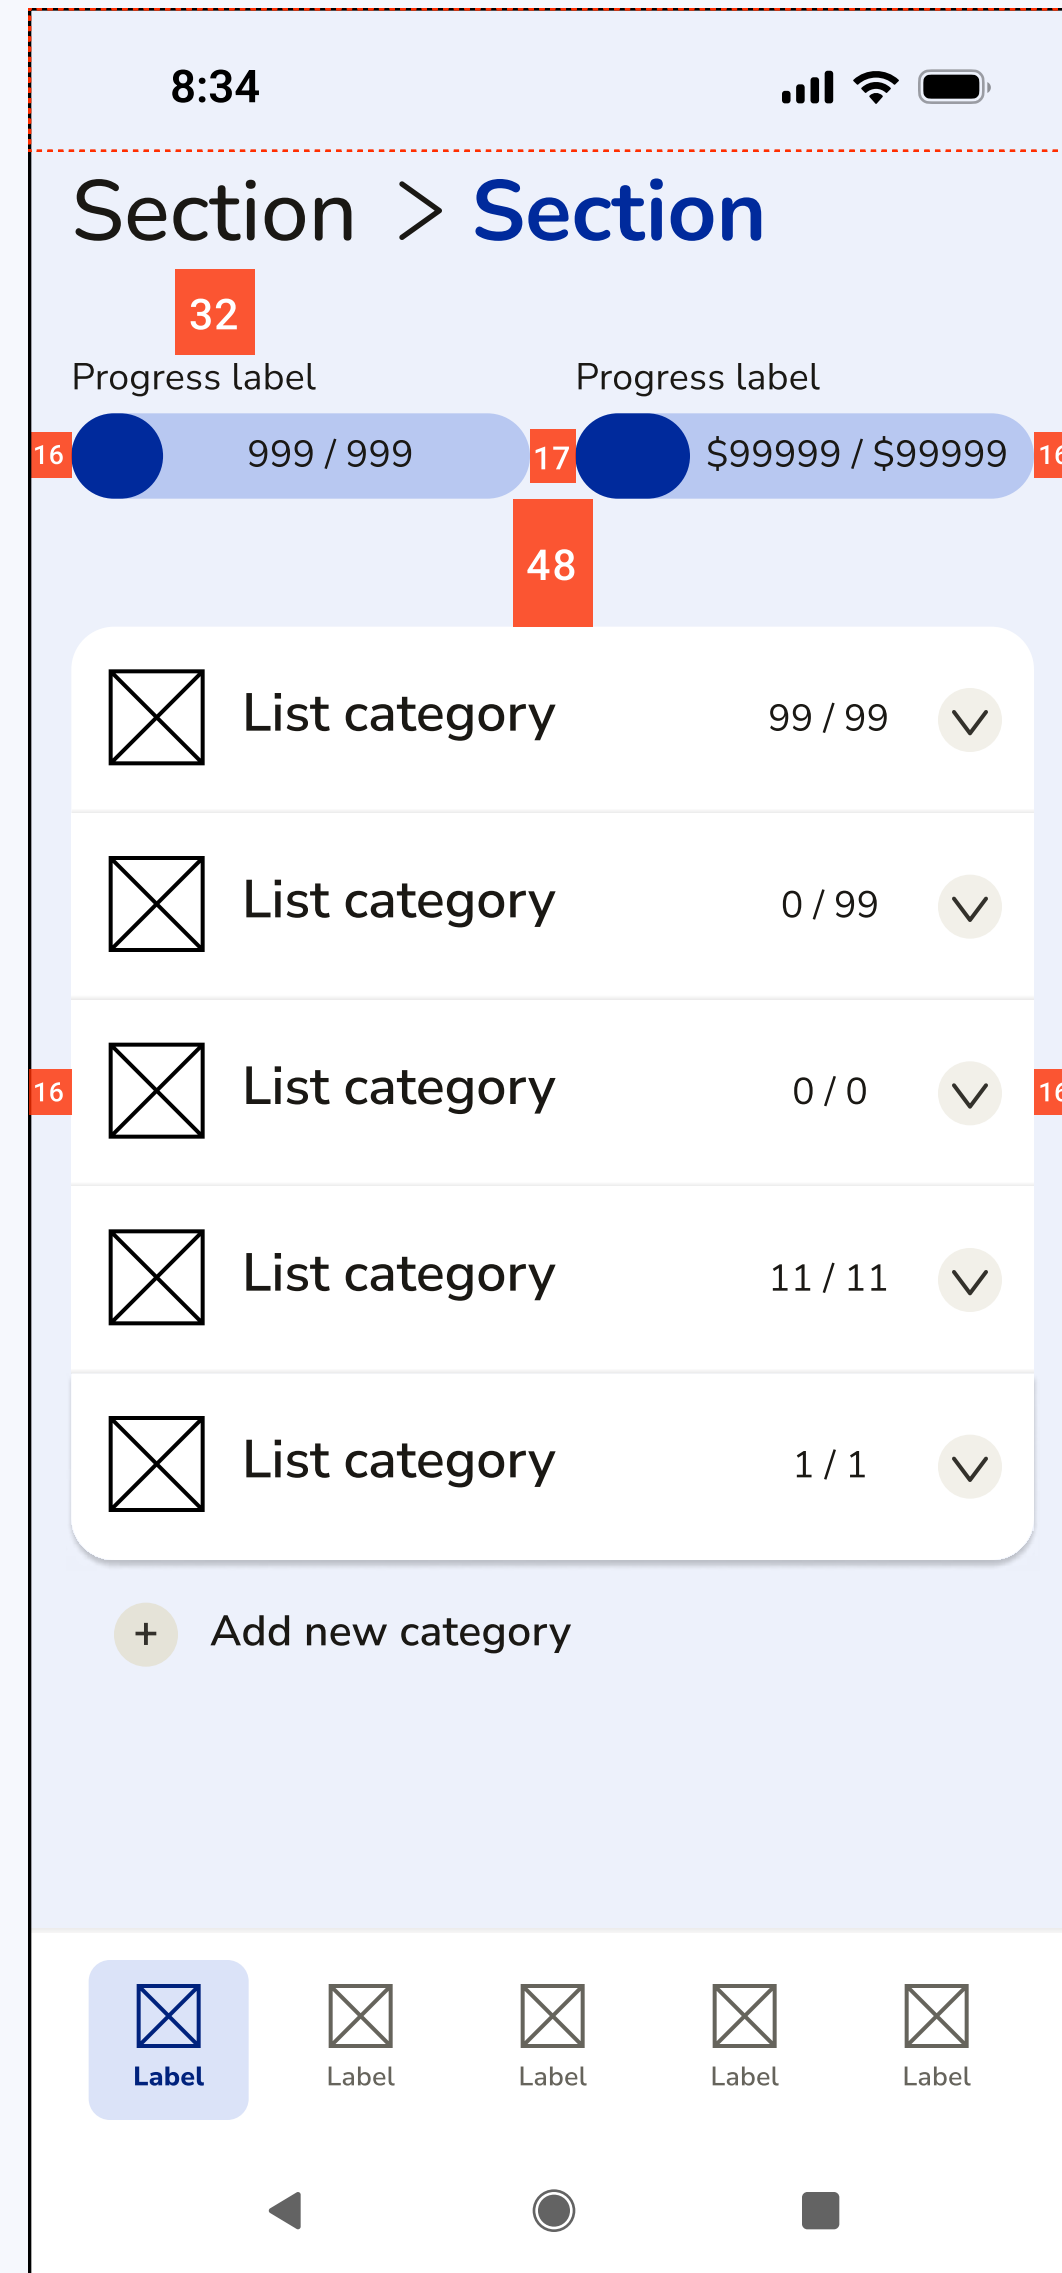 8:34
Section > Section
32
Progress label Progress label
16 999 / 999 17 $99999 / $99999 16
48
List category 99 / 99
List category 0 / 99
16 List category 0 / 0 16
List category 11 / 11
List category 1 / 1
+ Add new category
Label Label Label Label Label